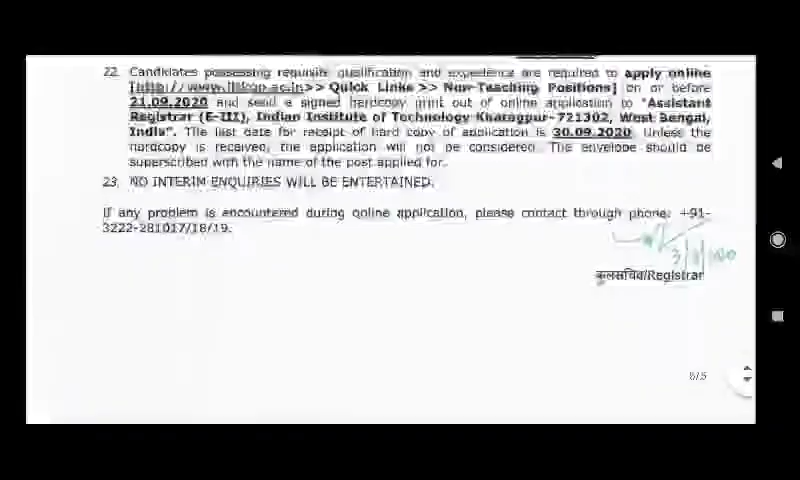 22. Candidates possessing requisite qualification and experience are required to apply online
[http://www.iitkgp.ac.in>> Quick Links >> Non-Teaching Positions] on or before
21.09.2020 and send a signed hardcopy print out of online application to "Assistant
Registrar (E-III), Indian Institute of Technology Kharagpur-721302, West Bengal,
India". The last date for receipt of hard copy of application is 30.09.2020. Unless the
hardcopy is received, the application will not be considered. The envelope should be
superscribed with the name of the post applied for.
23. NO INTERIM ENQUIRIES WILL BE ENTERTAINED.
If any problem is encountered during online application, please contact through phone: +91-
3222-281017/18/19.
कुलसचिव/Registrar
5/5